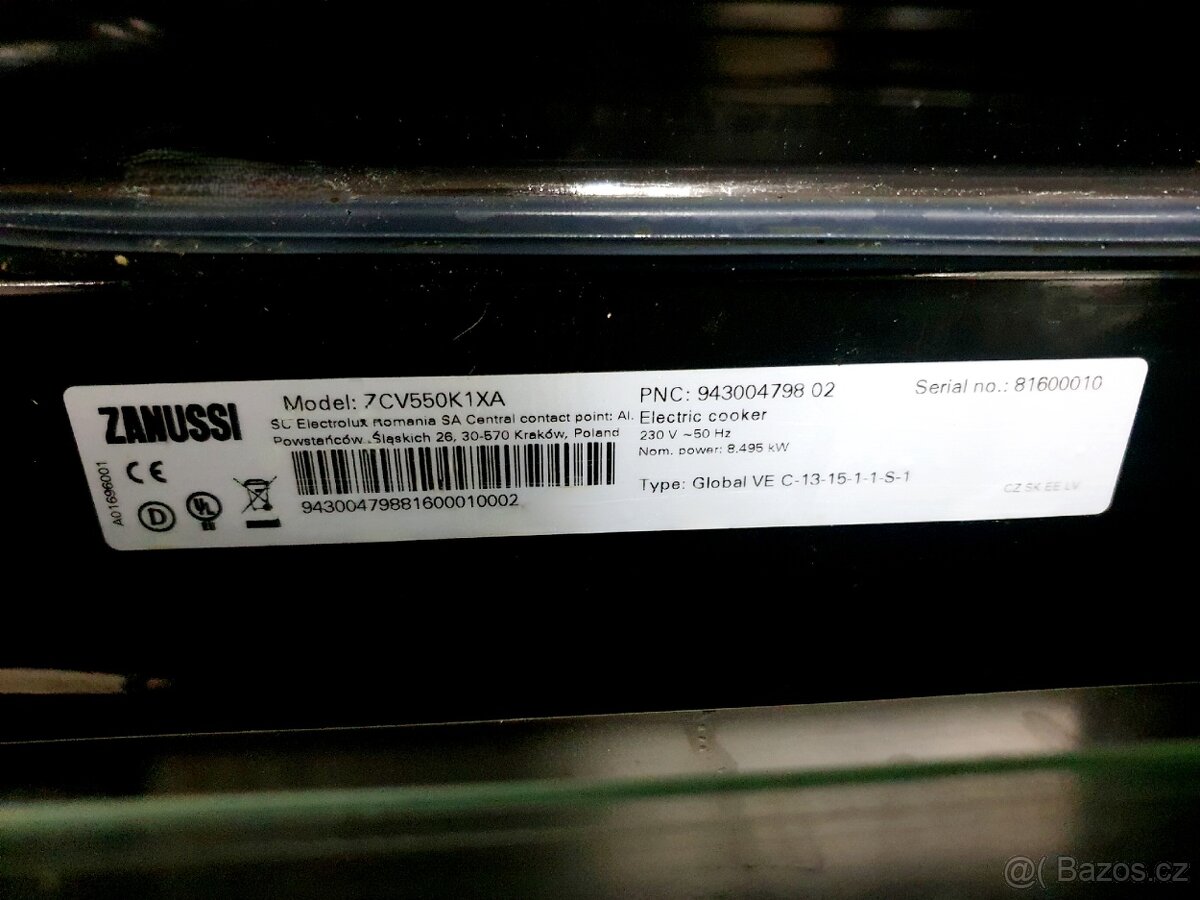 ZANUSSI
Model: ZCV550K1XA
SC Electrolux Romania SA Central contact point: Al.
Powstańców Śląskich 26, 30-570 Kraków, Poland
94300479881600010002
A01696001
CE
D
UL
PNC: 943004798 02
Electric cooker
230 V ~50 Hz
Nom. power: 8.495 kW
Type: Global VE C-13-15-1-1-S-1
Serial no.: 81600010
CZ SK EE LV
@( Bazos.cz